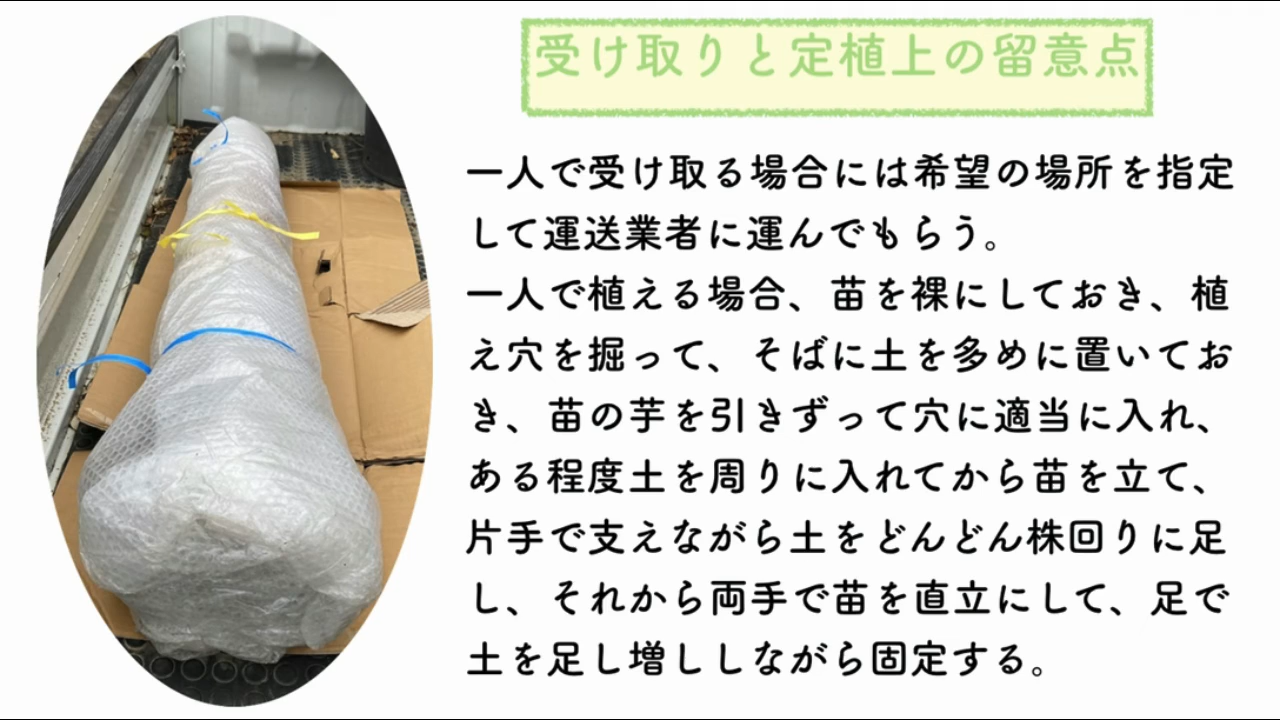 受け取りと定植上の留意点
一人で受け取る場合には希望の場所を指定
して運送業者に運んでもらう。
一人で植える場合、苗を裸にしておき、植
え穴を掘って、そばに土を多めに置いてお
き、苗の芋を引きずって穴に適当に入れ、
ある程度土を周りに入れてから苗を立て、
片手で支えながら土をどんどん株回りに足
し、それから両手で苗を直立にして、足で
土を足し増ししながら固定する。